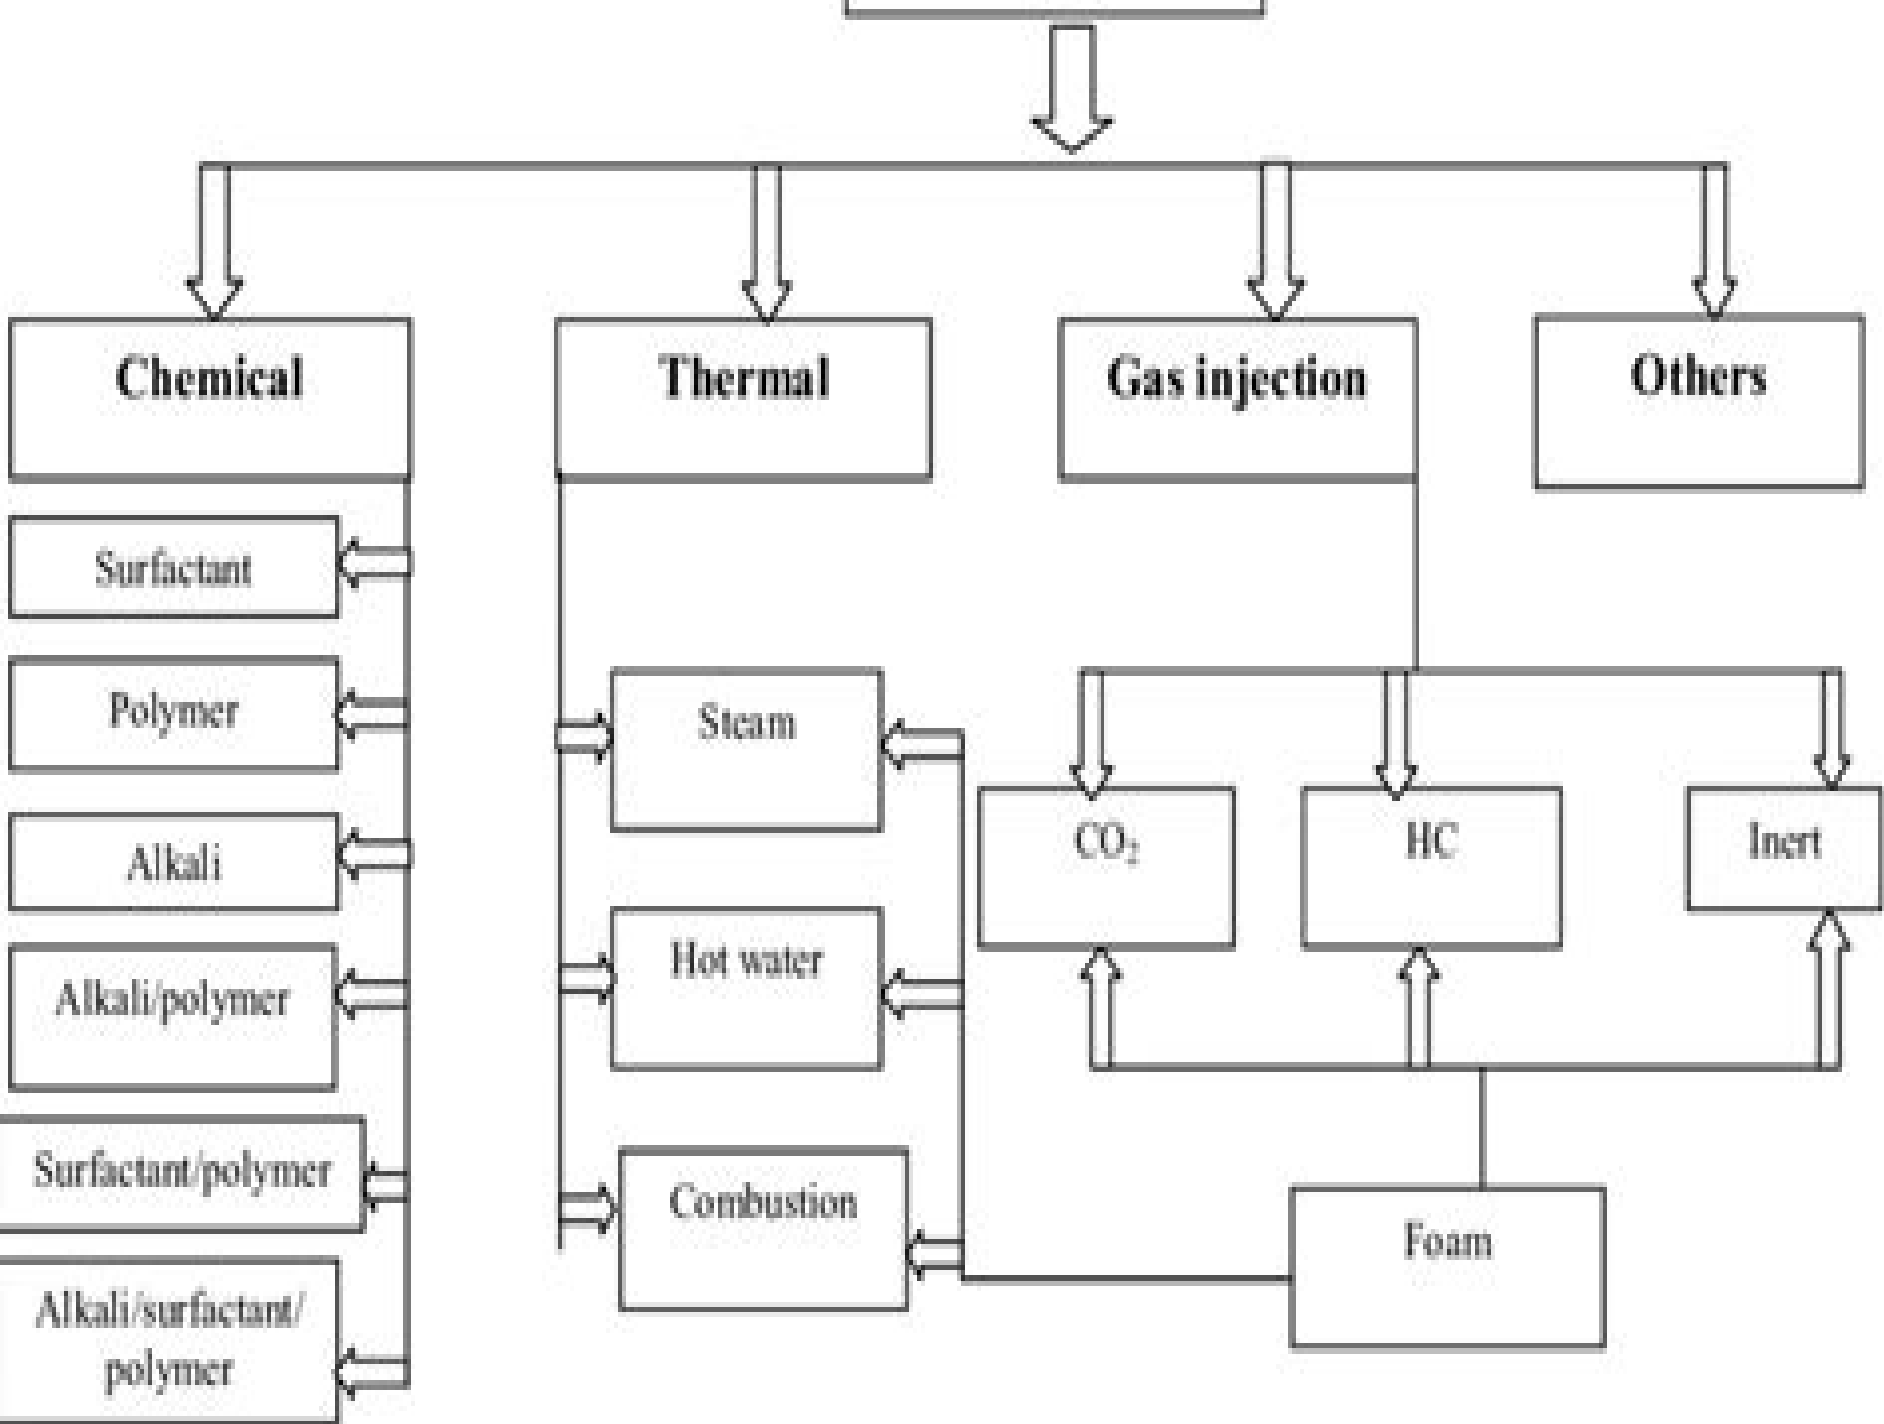 Chemical
Thermal
Gas injection
Others
Surfactant
Polymer
Alkali
Alkali/polymer
Surfactant/polymer
Alkali/surfactant/
polymer
Steam
Hot water
Combustion
CO₂
HC
Inert
Foam